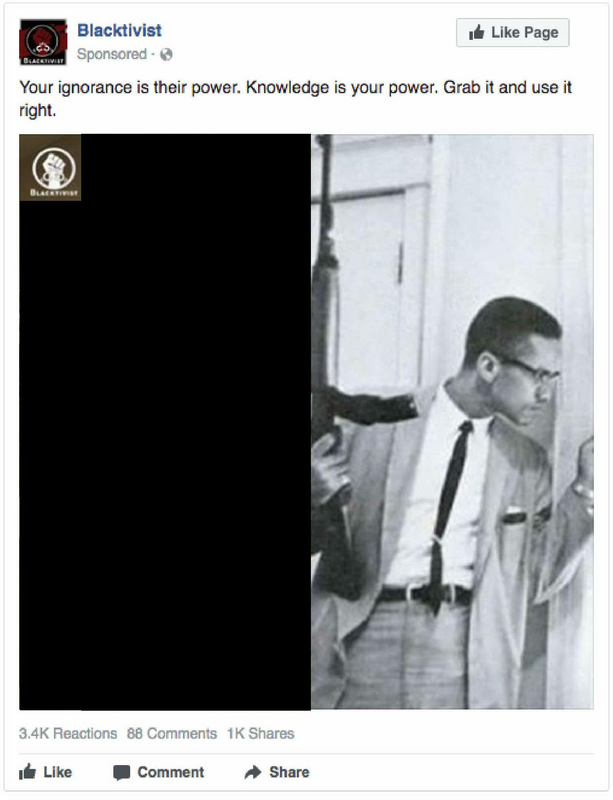 Blacktivist
BLACKTIVIST
Sponsored ·
Like Page
Your ignorance is their power. Knowledge is your power. Grab it and use it
right.
BLACKTIVIST
3.4K Reactions 88 Comments 1K Shares
Like Comment Share